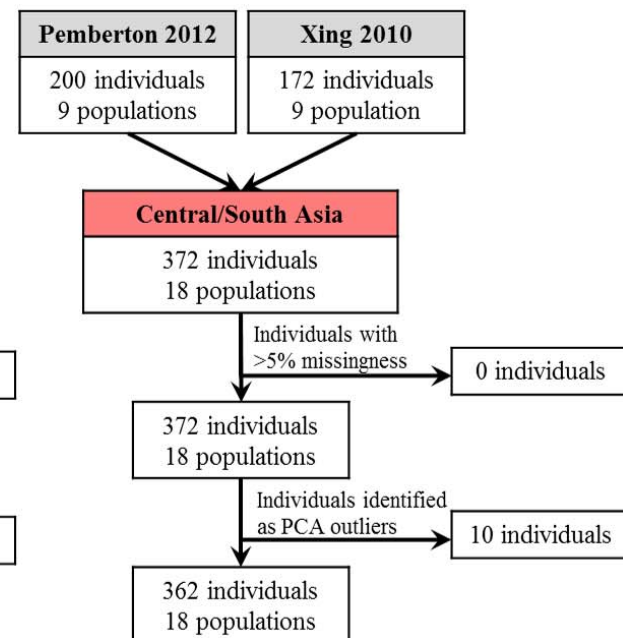 Pemberton 2012
200 individuals
9 populations
Xing 2010
172 individuals
9 population
Central/South Asia
372 individuals
18 populations
Individuals with
>5% missingness
0 individuals
372 individuals
18 populations
Individuals identified
as PCA outliers
10 individuals
362 individuals
18 populations